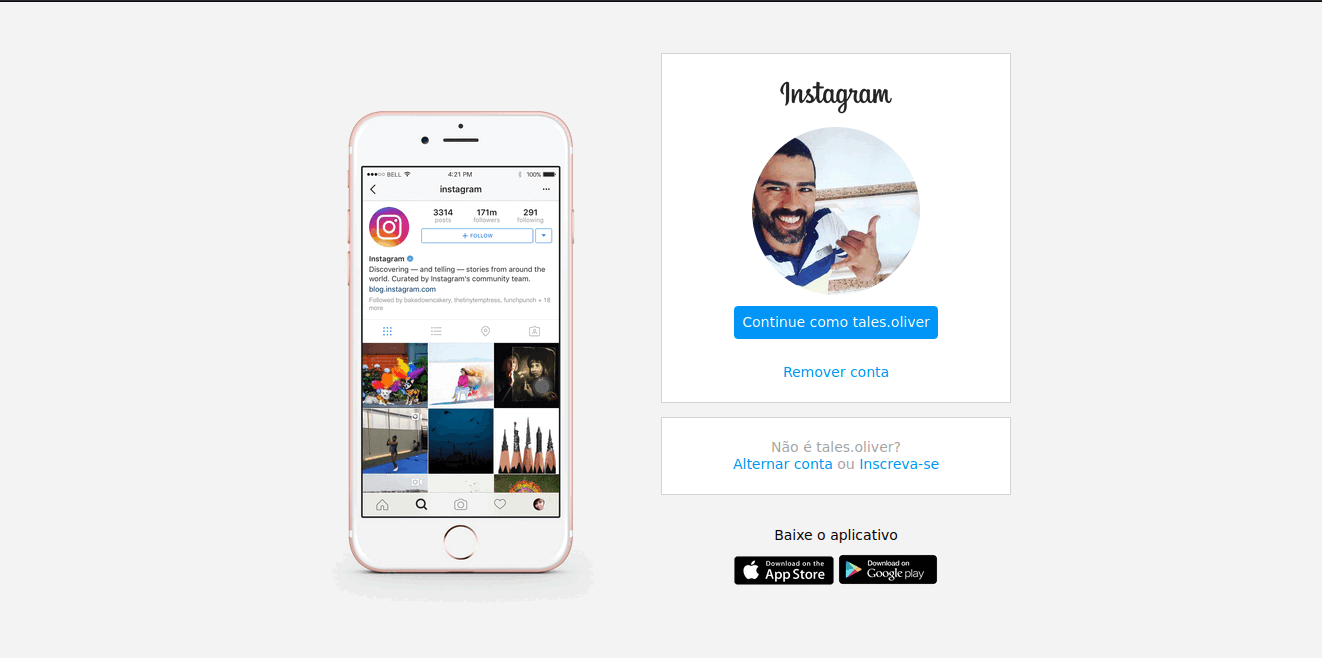 Instagram
Continue como tales.oliver
Remover conta
Não é tales.oliver?
Alternar conta ou Inscreva-se
Baixe o aplicativo
Download on the
App Store
Download on
Google play
BELL 4:21 PM 100%
instagram
3314 171m 291
posts followers following
+ FOLLOW
Instagram
Discovering — and telling — stories from around the
world. Curated by Instagram's community team.
blog.instagram.com
Followed by bakedowncakery, thetinytemptress, funchpunch + 18
more